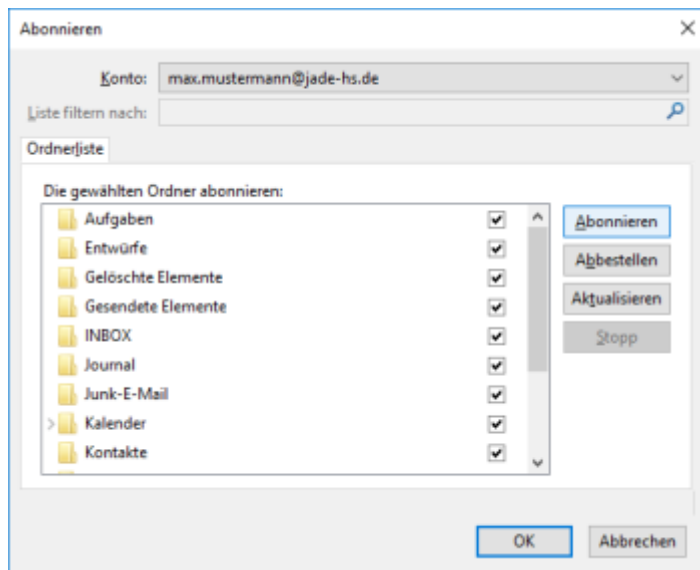 Abonnieren
Konto: max.mustermann@jade-hs.de
Liste filtern nach:
Ordnerliste
Die gewählten Ordner abonnieren:
Aufgaben
Entwürfe
Gelöschte Elemente
Gesendete Elemente
INBOX
Journal
Junk-E-Mail
Kalender
Kontakte
Abonnieren
Abbestellen
Aktualisieren
Stopp
OK
Abbrechen